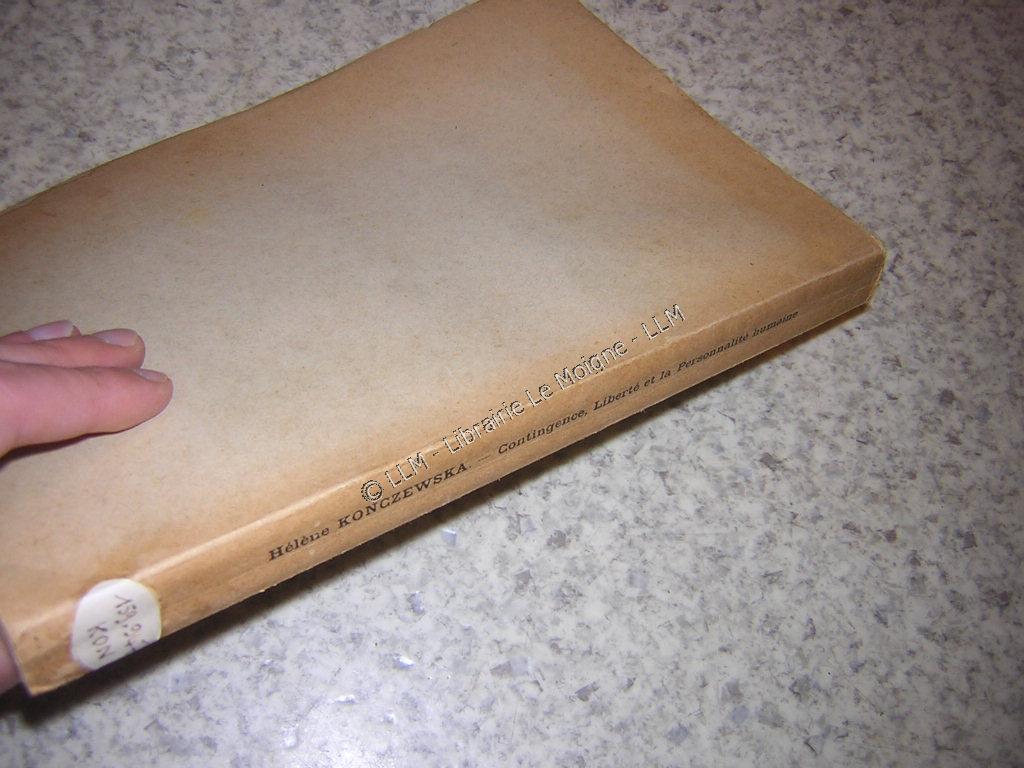 © LLM - Librairie Le Moigne - LLM
Hélène KONCZEWSKA. — Contingence, Liberté et la Personnalité humaine
KON